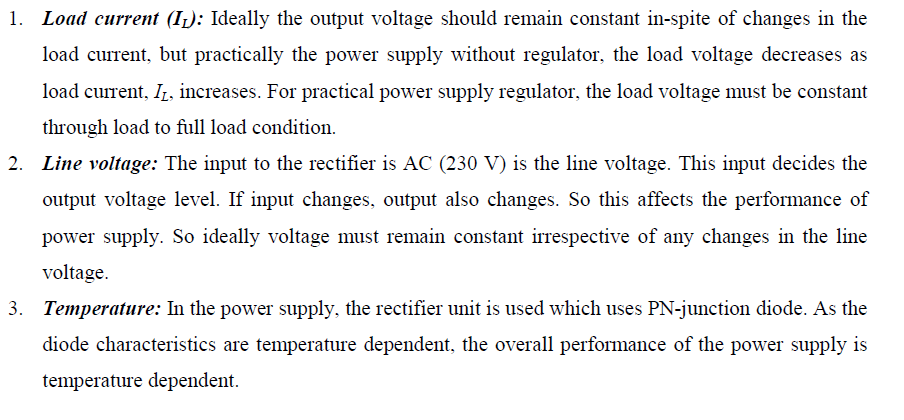 1. Load current (IL): Ideally the output voltage should remain constant in-spite of changes in the
load current, but practically the power supply without regulator, the load voltage decreases as
load current, IL, increases. For practical power supply regulator, the load voltage must be constant
through load to full load condition.
2. Line voltage: The input to the rectifier is AC (230 V) is the line voltage. This input decides the
output voltage level. If input changes, output also changes. So this affects the performance of
power supply. So ideally voltage must remain constant irrespective of any changes in the line
voltage.
3. Temperature: In the power supply, the rectifier unit is used which uses PN-junction diode. As the
diode characteristics are temperature dependent, the overall performance of the power supply is
temperature dependent.